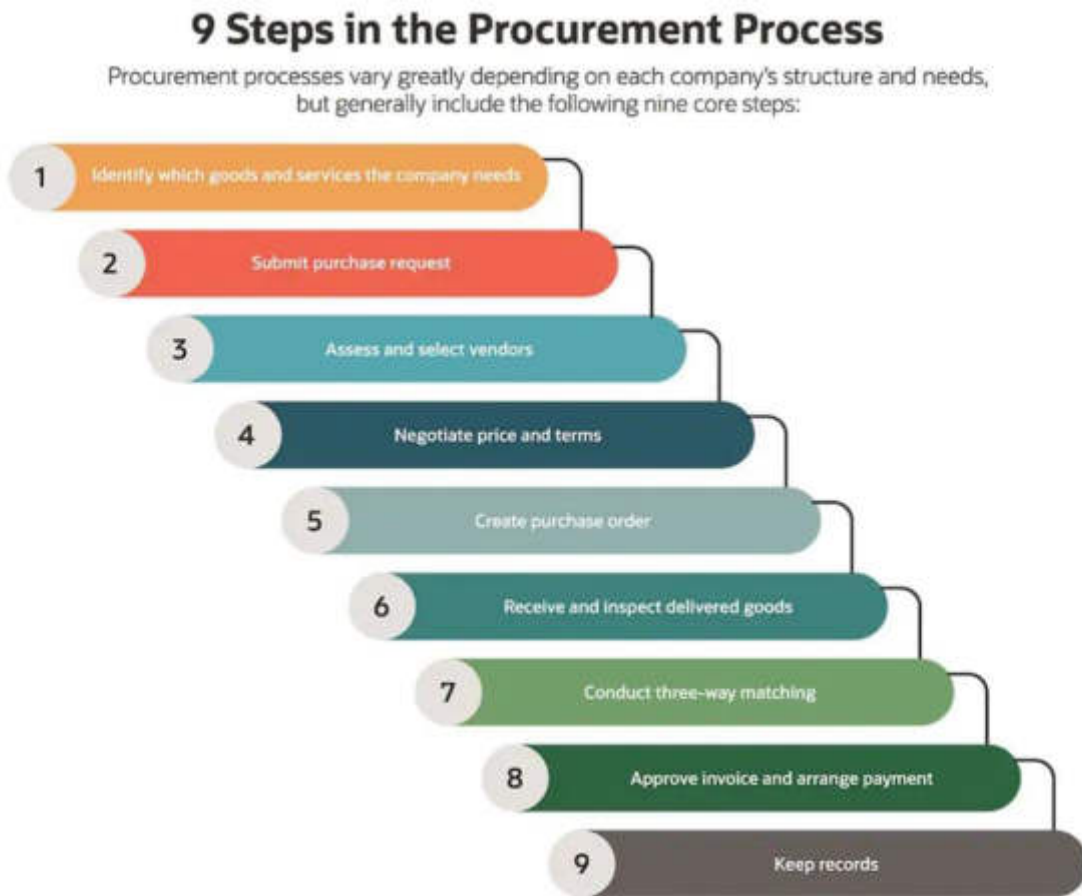 9 Steps in the Procurement Process
Procurement processes vary greatly depending on each company's structure and needs,
but generally include the following nine core steps:
1 Identify which goods and services the company needs
2 Submit purchase request
3 Assess and select vendors
4 Negotiate price and terms
5 Create purchase order
6 Receive and inspect delivered goods
7 Conduct three-way matching
8 Approve invoice and arrange payment
9 Keep records